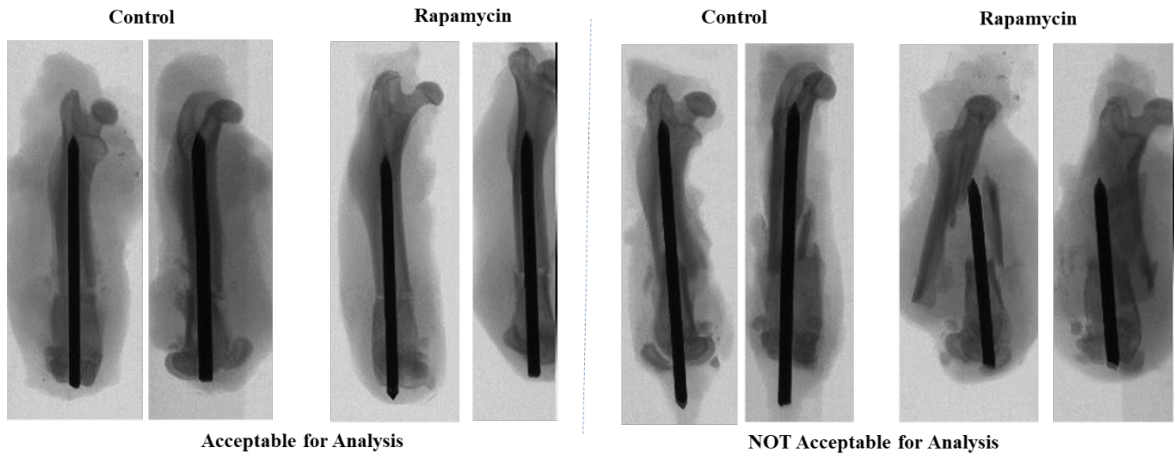 Control
Rapamycin
Control
Rapamycin
Acceptable for Analysis
NOT Acceptable for Analysis